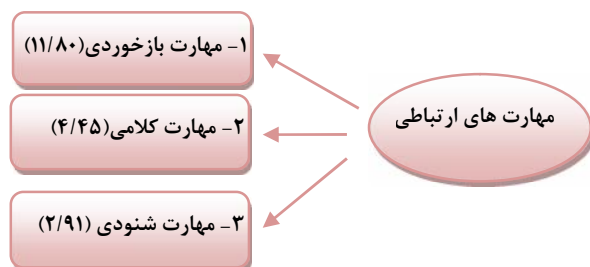 ۱- مهارت بازخوردی(۱۱/۸۰)
مهارت های ارتباطی
۲- مهارت کلامی(۴/۴۵)
۳- مهارت شنودی (۲/۹۱)